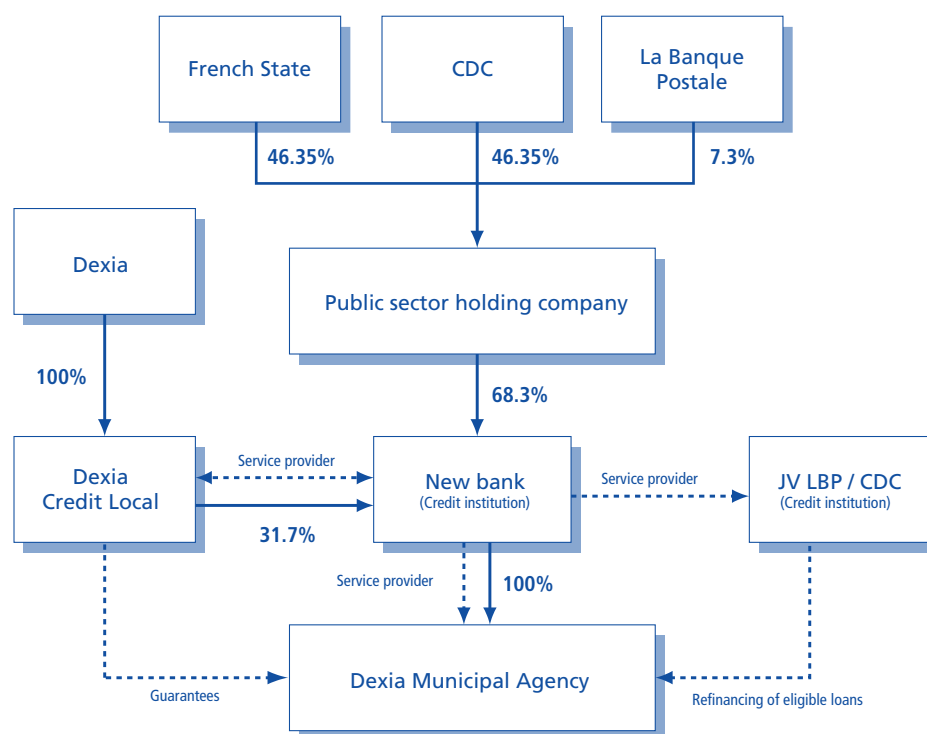 French State
CDC
La Banque
Postale
46.35%
46.35%
7.3%
Dexia
Public sector holding company
100%
68.3%
Dexia
Credit Local
Service provider
New bank
(Credit institution)
Service provider
JV LBP / CDC
(Credit institution)
31.7%
Service provider
100%
Dexia Municipal Agency
Guarantees
Refinancing of eligible loans